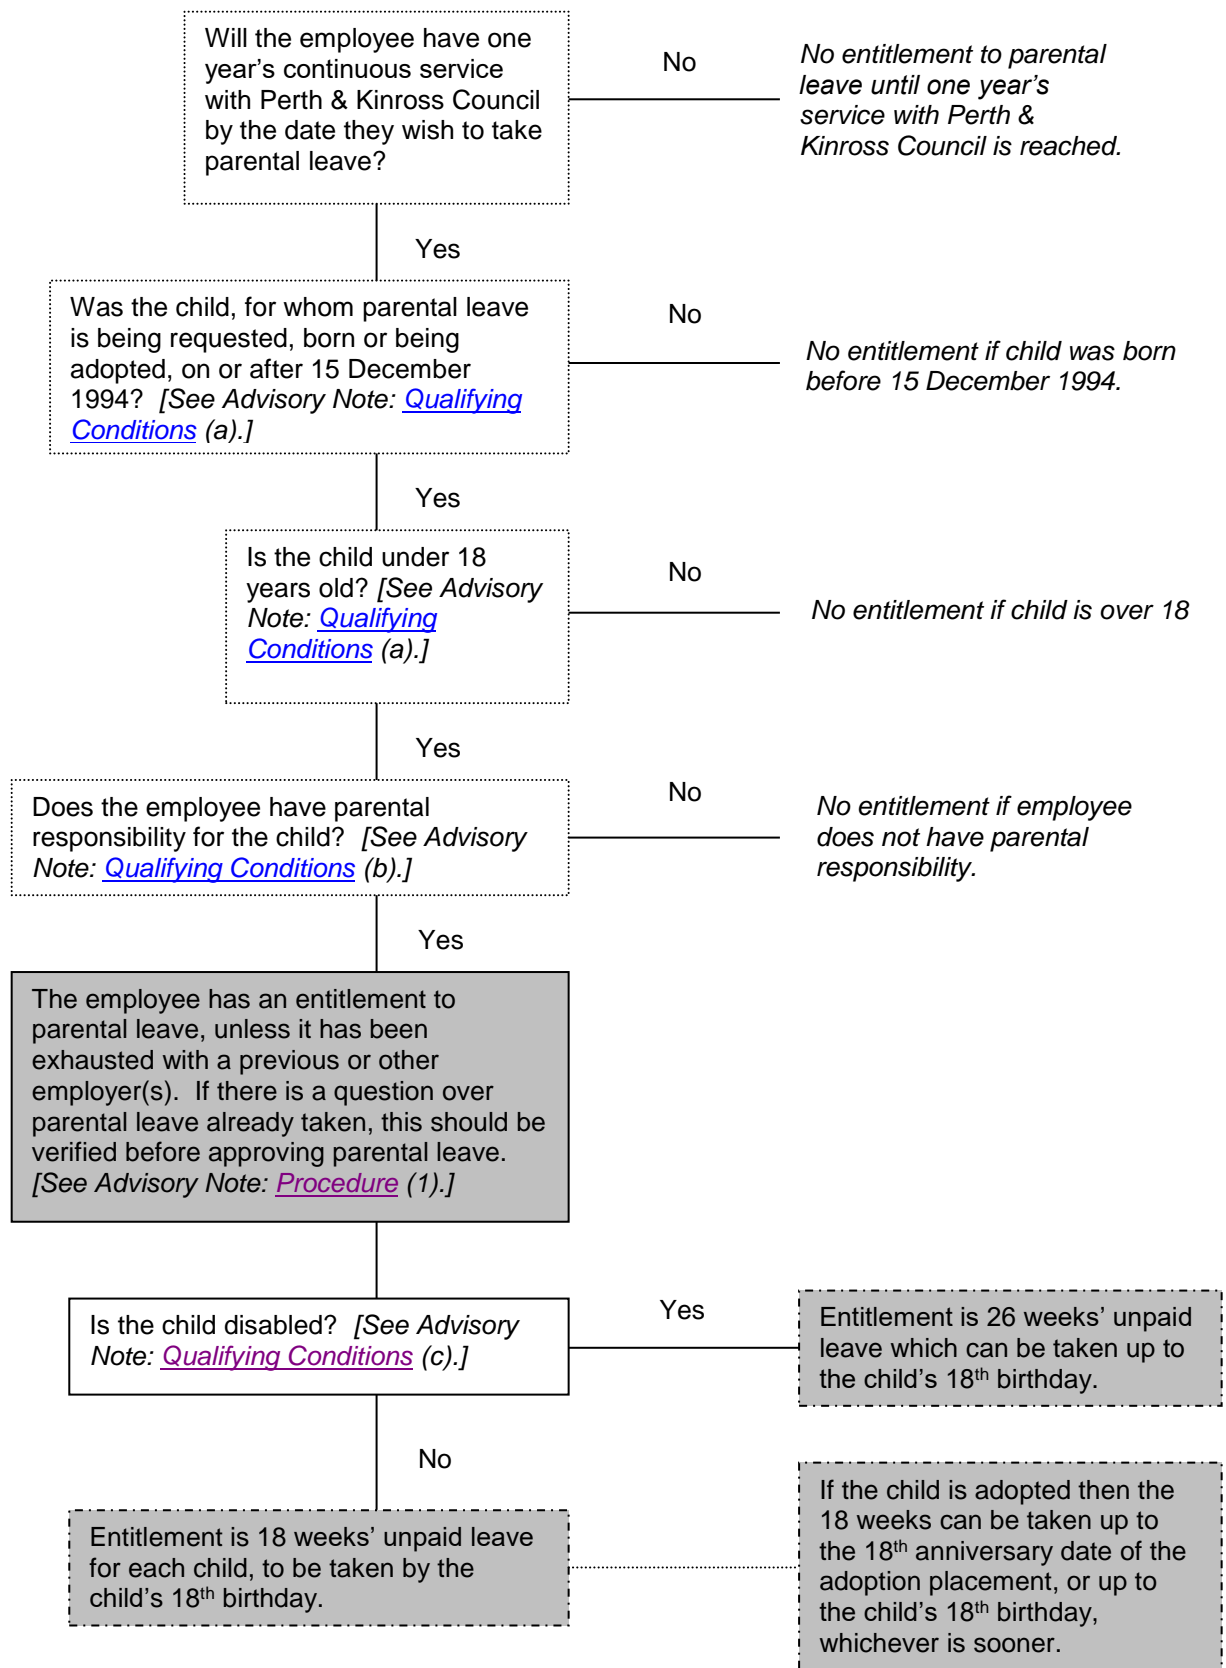 Will the employee have one
year's continuous service
with Perth & Kinross Council
by the date they wish to take
parental leave?
No
No entitlement to parental
leave until one year's
service with Perth &
Kinross Council is reached.
Yes
Was the child, for whom parental leave
is being requested, born or being
adopted, on or after 15 December
1994?  [See Advisory Note: Qualifying
Conditions (a).]
No
No entitlement if child was born
before 15 December 1994.
Yes
Is the child under 18
years old? [See Advisory
Note: Qualifying
Conditions (a).]
No
No entitlement if child is over 18
Yes
Does the employee have parental
responsibility for the child?  [See Advisory
Note: Qualifying Conditions (b).]
No
No entitlement if employee
does not have parental
responsibility.
Yes
The employee has an entitlement to
parental leave, unless it has been
exhausted with a previous or other
employer(s).  If there is a question over
parental leave already taken, this should be
verified before approving parental leave.
[See Advisory Note: Procedure (1).]
Is the child disabled?  [See Advisory
Note: Qualifying Conditions (c).]
Yes
Entitlement is 26 weeks' unpaid
leave which can be taken up to
the child's 18th birthday.
No
Entitlement is 18 weeks' unpaid leave
for each child, to be taken by the
child's 18th birthday.
If the child is adopted then the
18 weeks can be taken up to
the 18th anniversary date of the
adoption placement, or up to
the child's 18th birthday,
whichever is sooner.